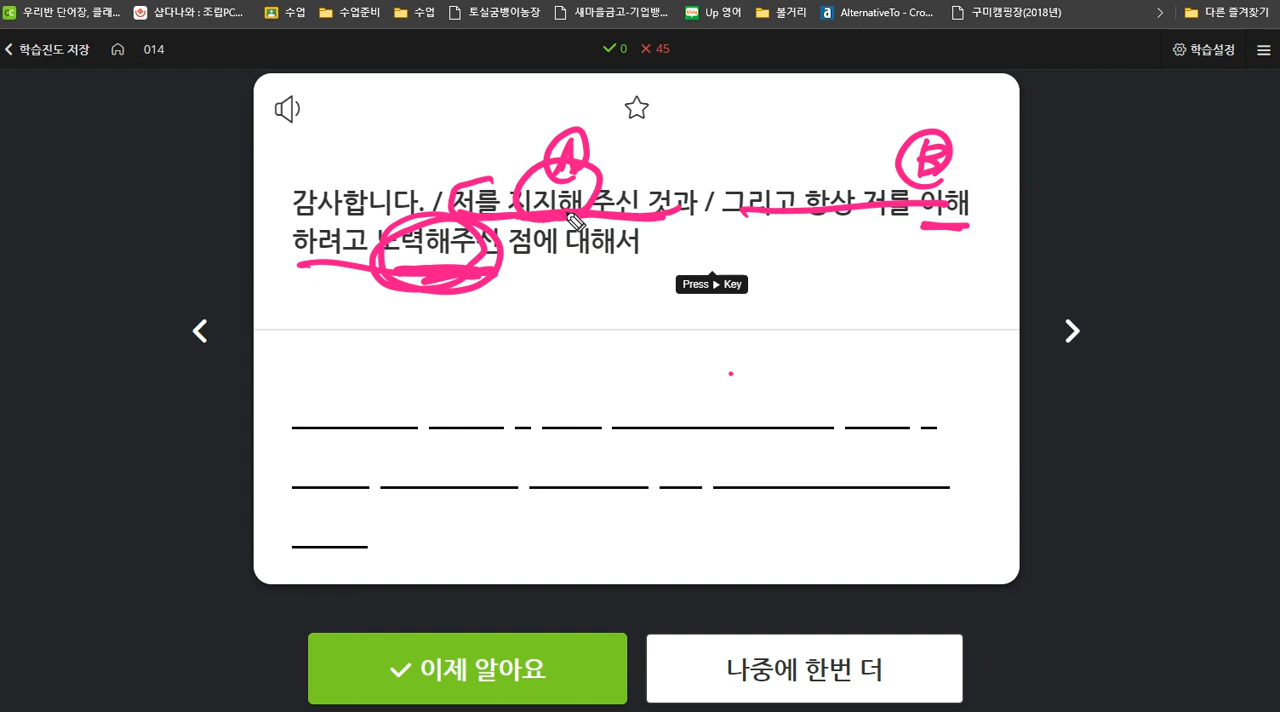 우리반 단어장, 클래... 샵다나와 : 조립PC... 수업 수업준비 수업 토실굼벵이농장 새마을금고-기업뱅... Up 영어 볼거리 AlternativeTo - Cro... 구미캠핑장(2018년) 다른 즐겨찾기
학습진도 저장 014 0 45 학습설정
A B
감사합니다. / 저를 지지해 주신 것과 / 그리고 항상 저를 이해
하려고 노력해주신 점에 대해서
Press Key
이제 알아요 나중에 한번 더